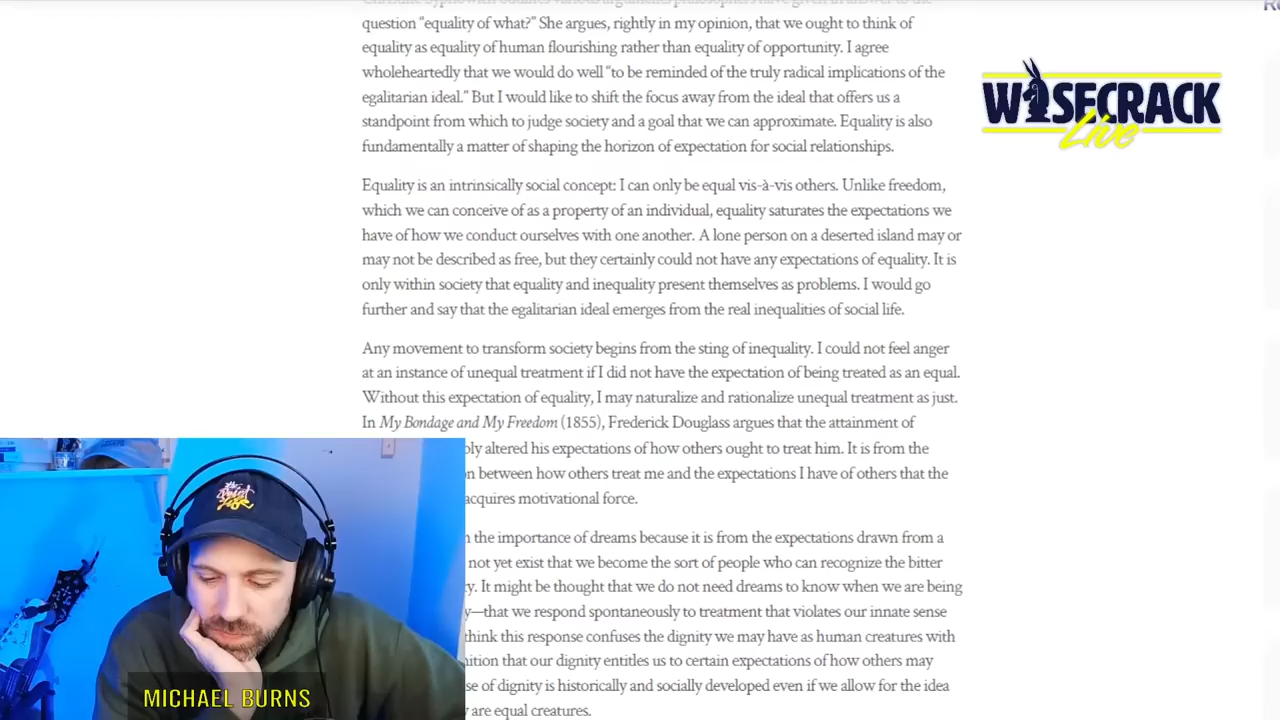 question “equality of what?” She argues, rightly in my opinion, that we ought to think of
equality as equality of human flourishing rather than equality of opportunity. I agree
wholeheartedly that we would do well “to be reminded of the truly radical implications of the
egalitarian ideal.” But I would like to shift the focus away from the ideal that offers us a
standpoint from which to judge society and a goal that we can approximate. Equality is also
fundamentally a matter of shaping the horizon of expectation for social relationships.
Equality is an intrinsically social concept: I can only be equal vis-à-vis others. Unlike freedom,
which we can conceive of as a property of an individual, equality saturates the expectations we
have of how we conduct ourselves with one another. A lone person on a deserted island may or
may not be described as free, but they certainly could not have any expectations of equality. It is
only within society that equality and inequality present themselves as problems. I would go
further and say that the egalitarian ideal emerges from the real inequalities of social life.
Any movement to transform society begins from the sting of inequality. I could not feel anger
at an instance of unequal treatment if I did not have the expectation of being treated as an equal.
Without this expectation of equality, I may naturalize and rationalize unequal treatment as just.
In My Bondage and My Freedom (1855), Frederick Douglass argues that the attainment of
altered his expectations of how others ought to treat him. It is from the
between how others treat me and the expectations I have of others that the
acquires motivational force.
the importance of dreams because it is from the expectations drawn from a
not yet exist that we become the sort of people who can recognize the bitter
It might be thought that we do not need dreams to know when we are being
—that we respond spontaneously to treatment that violates our innate sense
think this response confuses the dignity we may have as human creatures with
that our dignity entitles us to certain expectations of how others may
of dignity is historically and socially developed even if we allow for the idea
are equal creatures.
WISECRACK
Live
MICHAEL BURNS